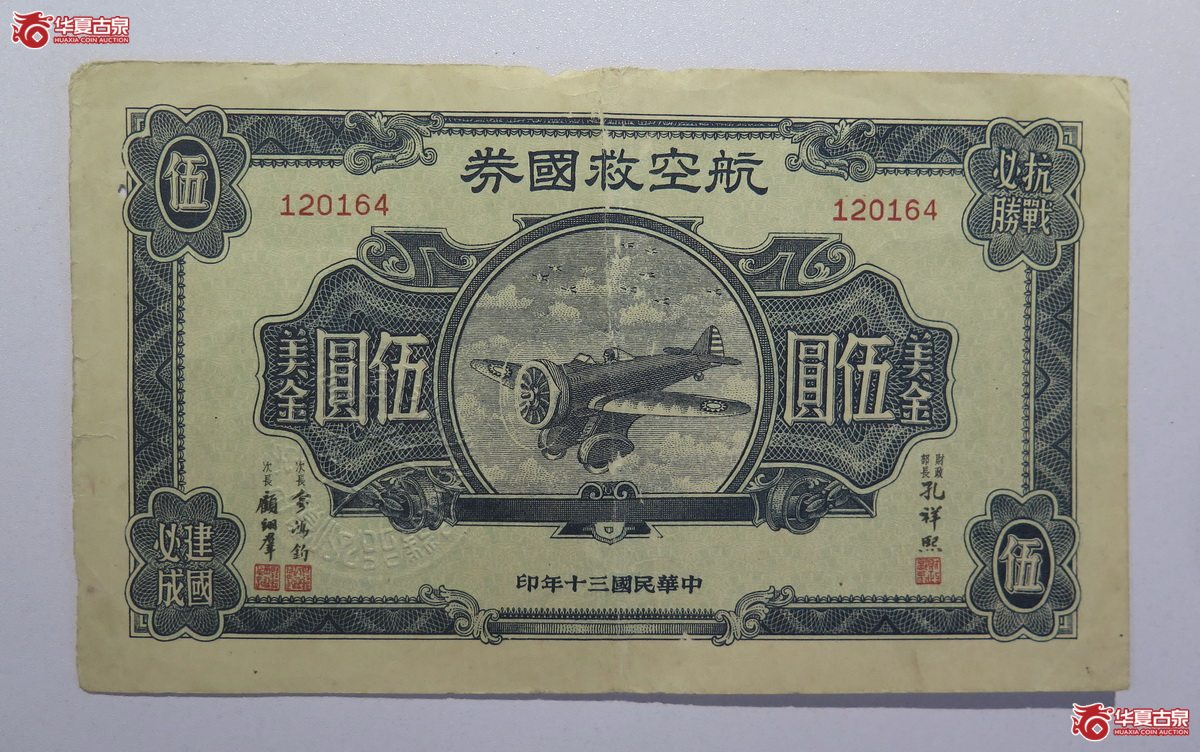 华夏古泉
HUAXIA COIN AUCTION
航空救國券
抗戰必勝
伍
120164
120164
美金
伍圓
美金
伍圓
財政部長
孔祥熙
次長
俞鴻鈞
次長
顧翊羣
伍
建國必成
中華民國三十年印
华夏古泉
HUAXIA COIN AUCTION